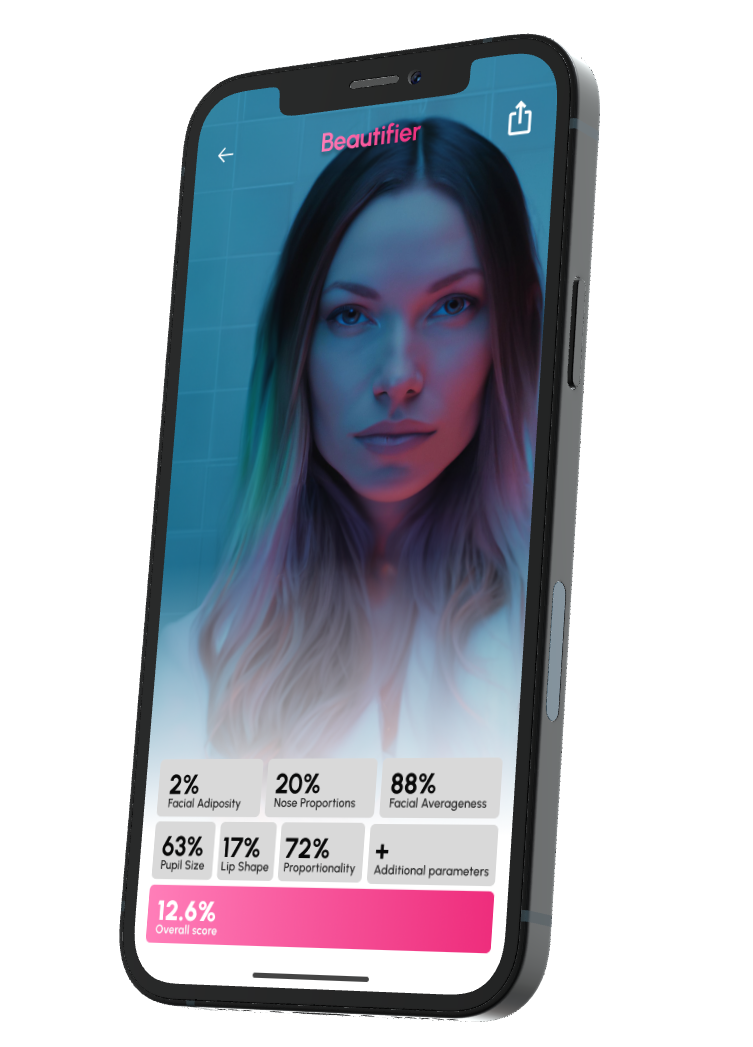 Beautifier
2%
Facial Adiposity
20%
Nose Proportions
88%
Facial Averageness
63%
Pupil Size
17%
Lip Shape
72%
Proportionality
+
Additional parameters
12.6%
Overall score